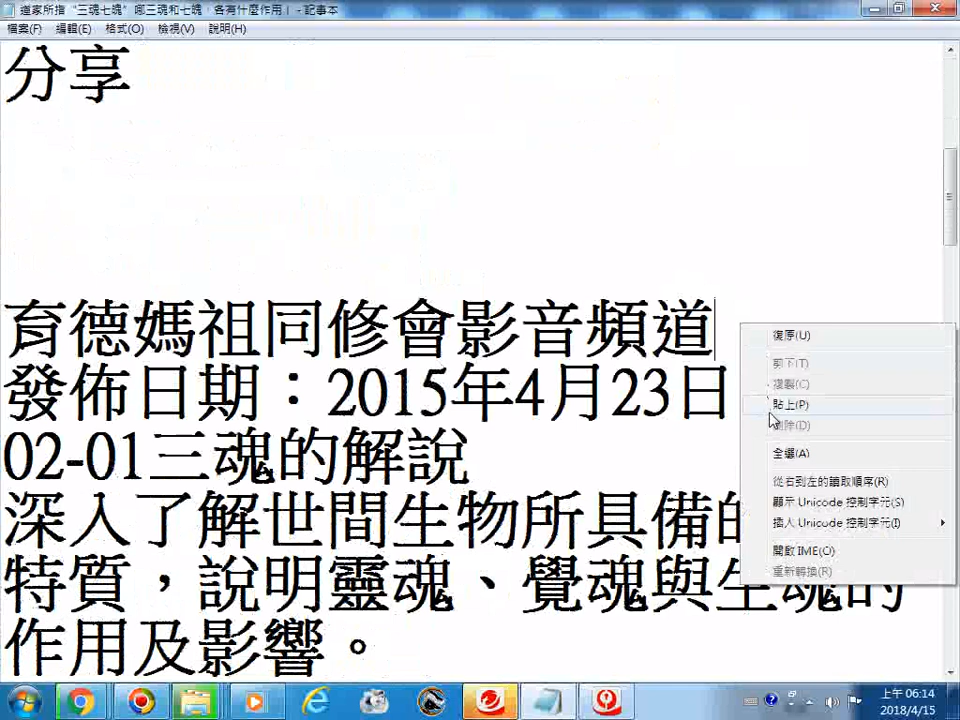 道家所指“三魂七魄”哪三魂和七魄，各有什麼作用！ - 記事本
檔案(F) 編輯(E) 格式(O) 檢視(V) 說明(H)
分享
育德媽祖同修會影音頻道
發佈日期：2015年4月23日
02-01三魂的解說
深入了解世間生物所具備的
特質，說明靈魂、覺魂與生魂的
作用及影響。
復原(U)
剪下(T)
複製(C)
貼上(P)
刪除(D)
全選(A)
從右到左的讀取順序(R)
顯示 Unicode 控制字元(S)
插入 Unicode 控制字元(I)
開啟 IME(O)
重新轉換(R)
上午 06:14
2018/4/15